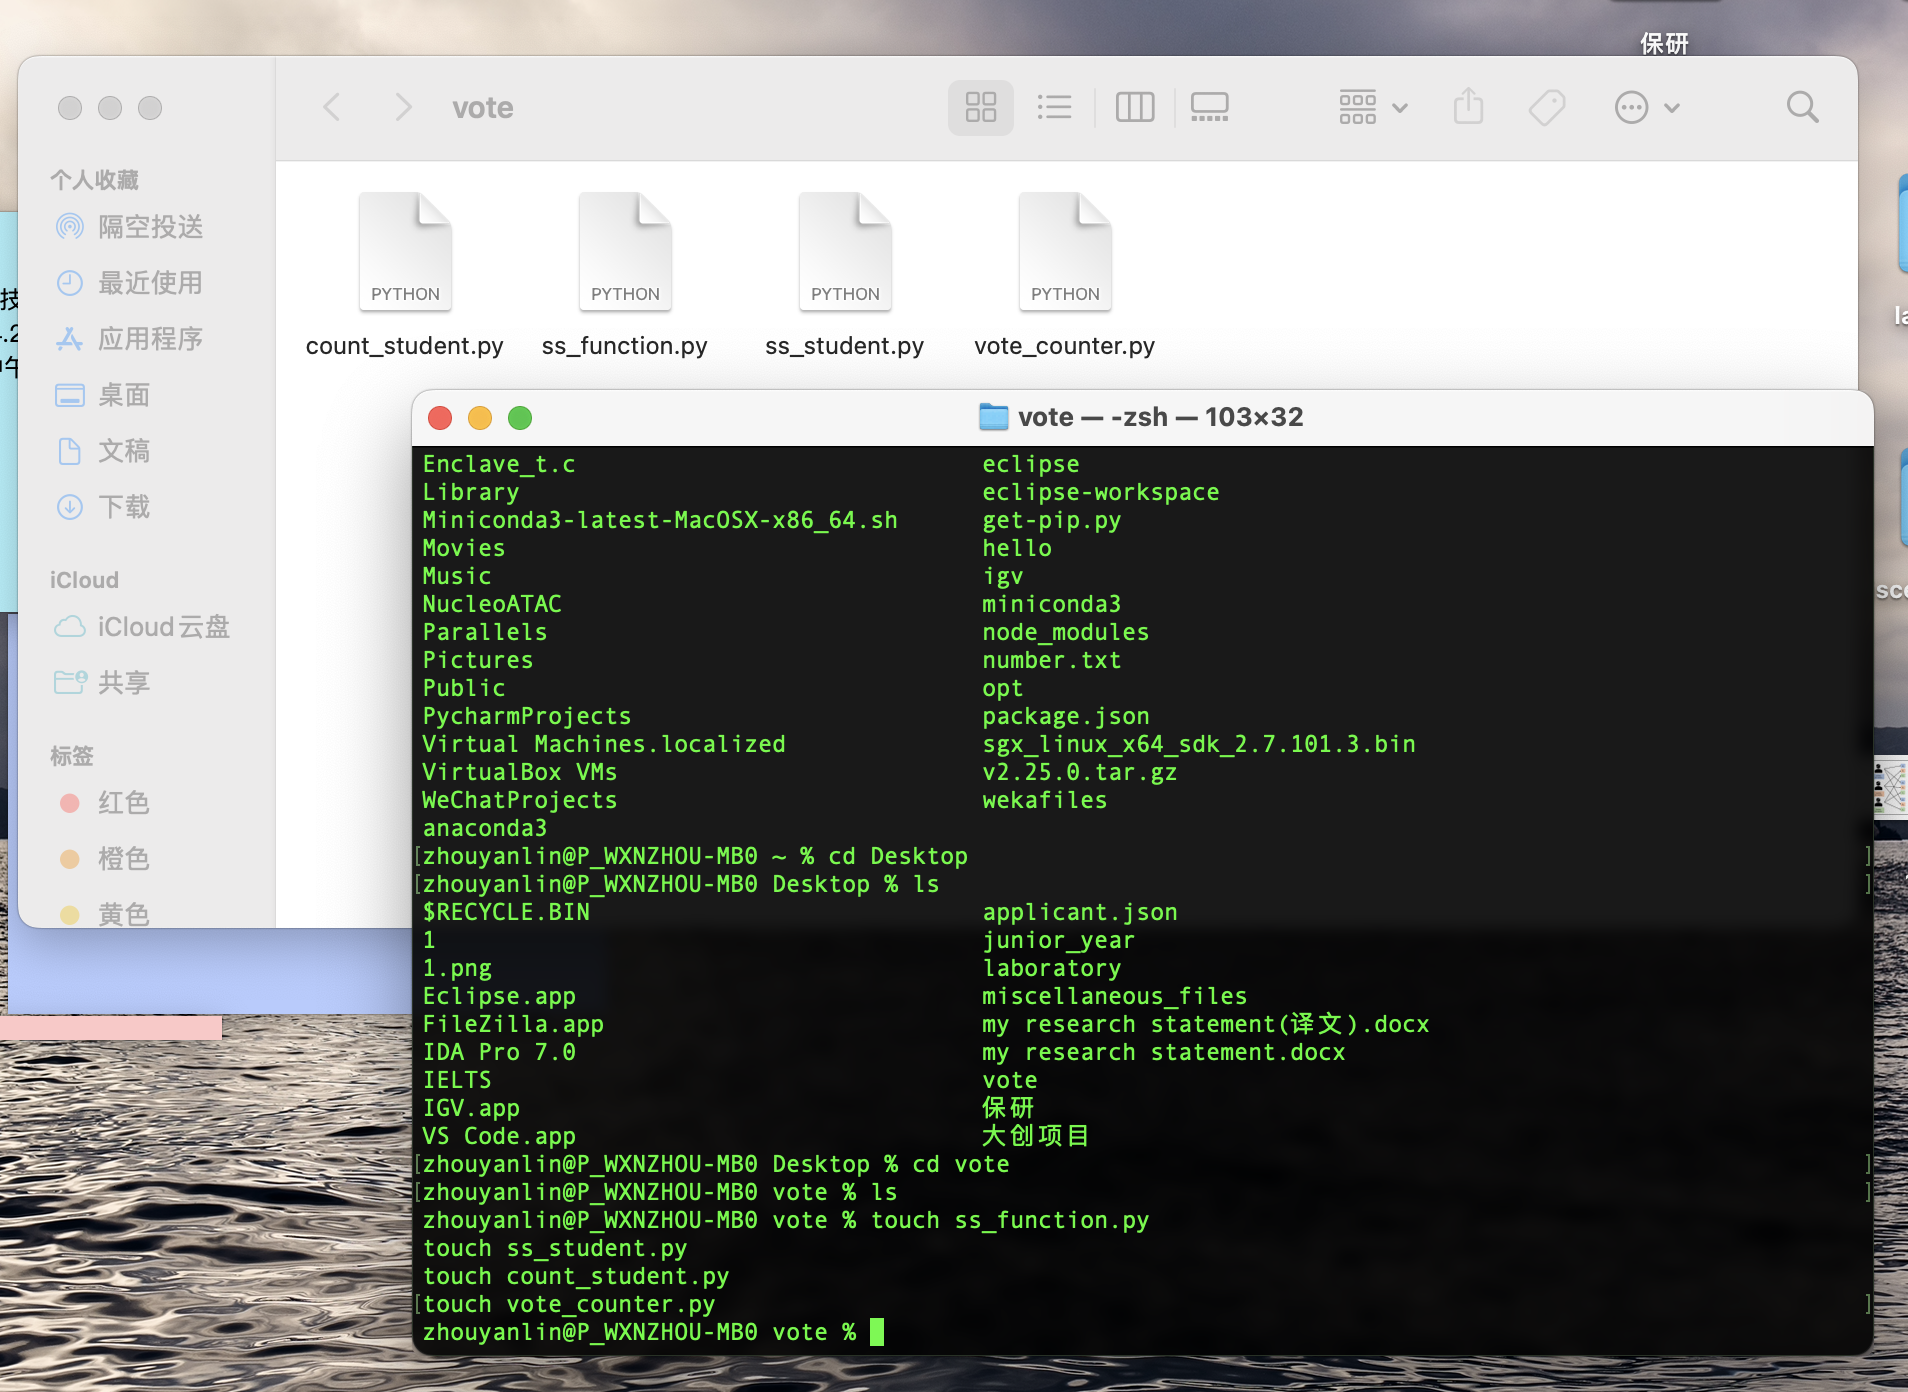 保研
vote
个人收藏
隔空投送
最近使用
应用程序
桌面
文稿
下载
iCloud
iCloud云盘
共享
标签
红色
橙色
黄色
PYTHON PYTHON PYTHON PYTHON
count_student.py ss_function.py ss_student.py vote_counter.py
vote — -zsh — 103×32
Enclave_t.c eclipse
Library eclipse-workspace
Miniconda3-latest-MacOSX-x86_64.sh get-pip.py
Movies hello
Music igv
NucleoATAC miniconda3
Parallels node_modules
Pictures number.txt
Public opt
PycharmProjects package.json
Virtual Machines.localized sgx_linux_x64_sdk_2.7.101.3.bin
VirtualBox VMs v2.25.0.tar.gz
WeChatProjects wekafiles
anaconda3
[zhouyanlin@P_WXNZHOU-MB0 ~ % cd Desktop ]
[zhouyanlin@P_WXNZHOU-MB0 Desktop % ls ]
$RECYCLE.BIN applicant.json
1 junior_year
1.png laboratory
Eclipse.app miscellaneous_files
FileZilla.app my research statement(译文).docx
IDA Pro 7.0 my research statement.docx
IELTS vote
IGV.app 保研
VS Code.app 大创项目
[zhouyanlin@P_WXNZHOU-MB0 Desktop % cd vote ]
[zhouyanlin@P_WXNZHOU-MB0 vote % ls ]
zhouyanlin@P_WXNZHOU-MB0 vote % touch ss_function.py
touch ss_student.py
touch count_student.py
[touch vote_counter.py ]
zhouyanlin@P_WXNZHOU-MB0 vote %